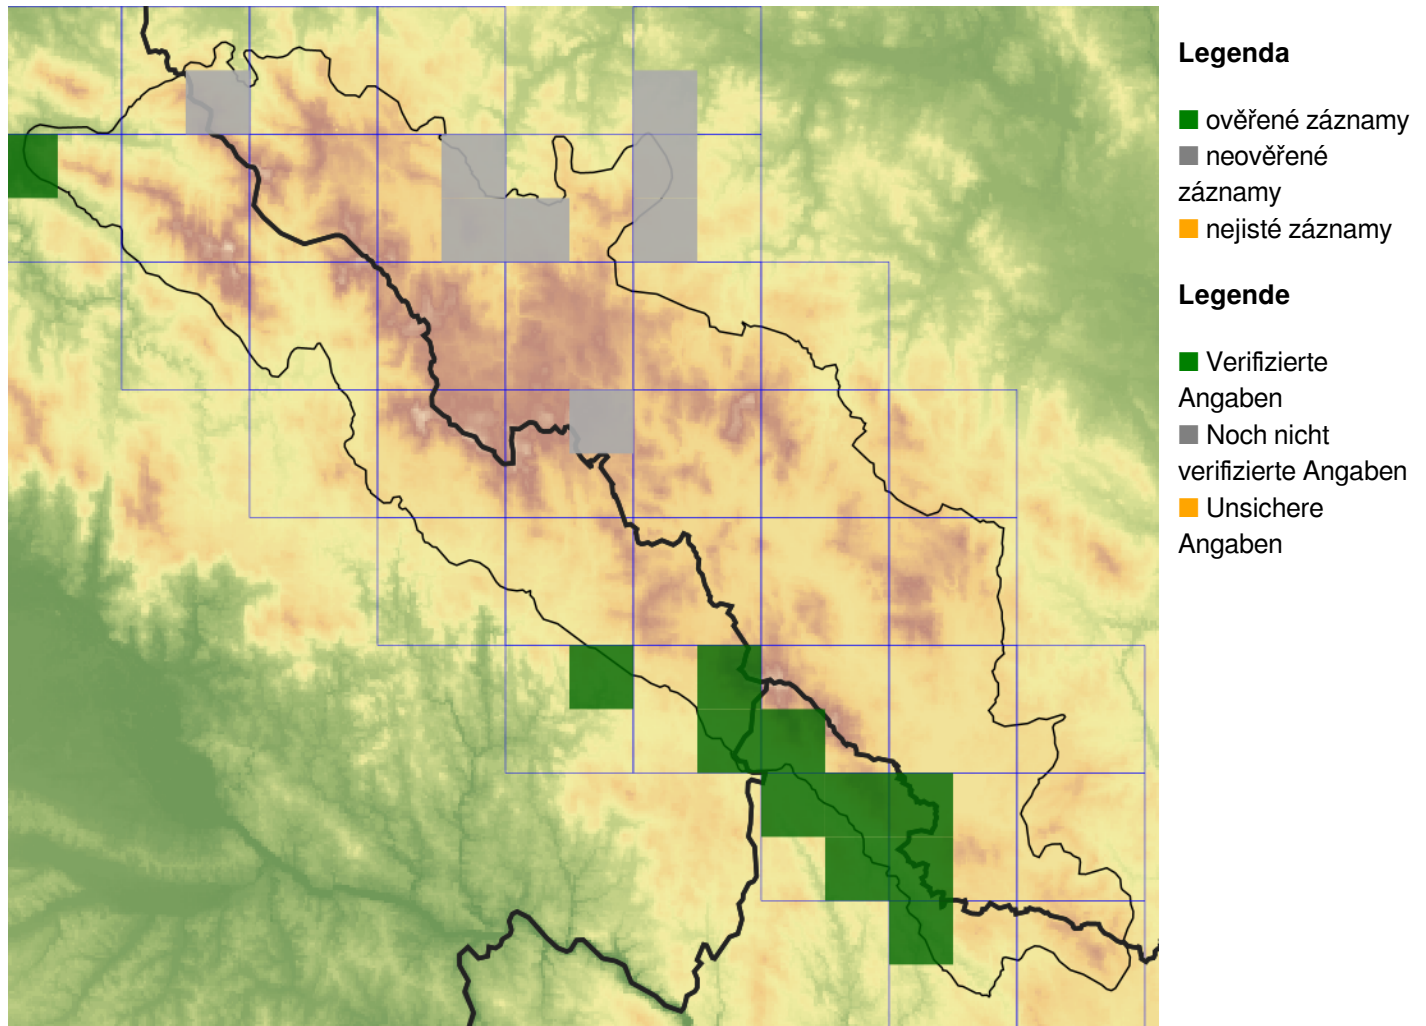 Legenda
ověřené záznamy
neověřené
záznamy
nejisté záznamy
Legende
Verifizierte
Angaben
Noch nicht
verifizierte Angaben
Unsichere
Angaben